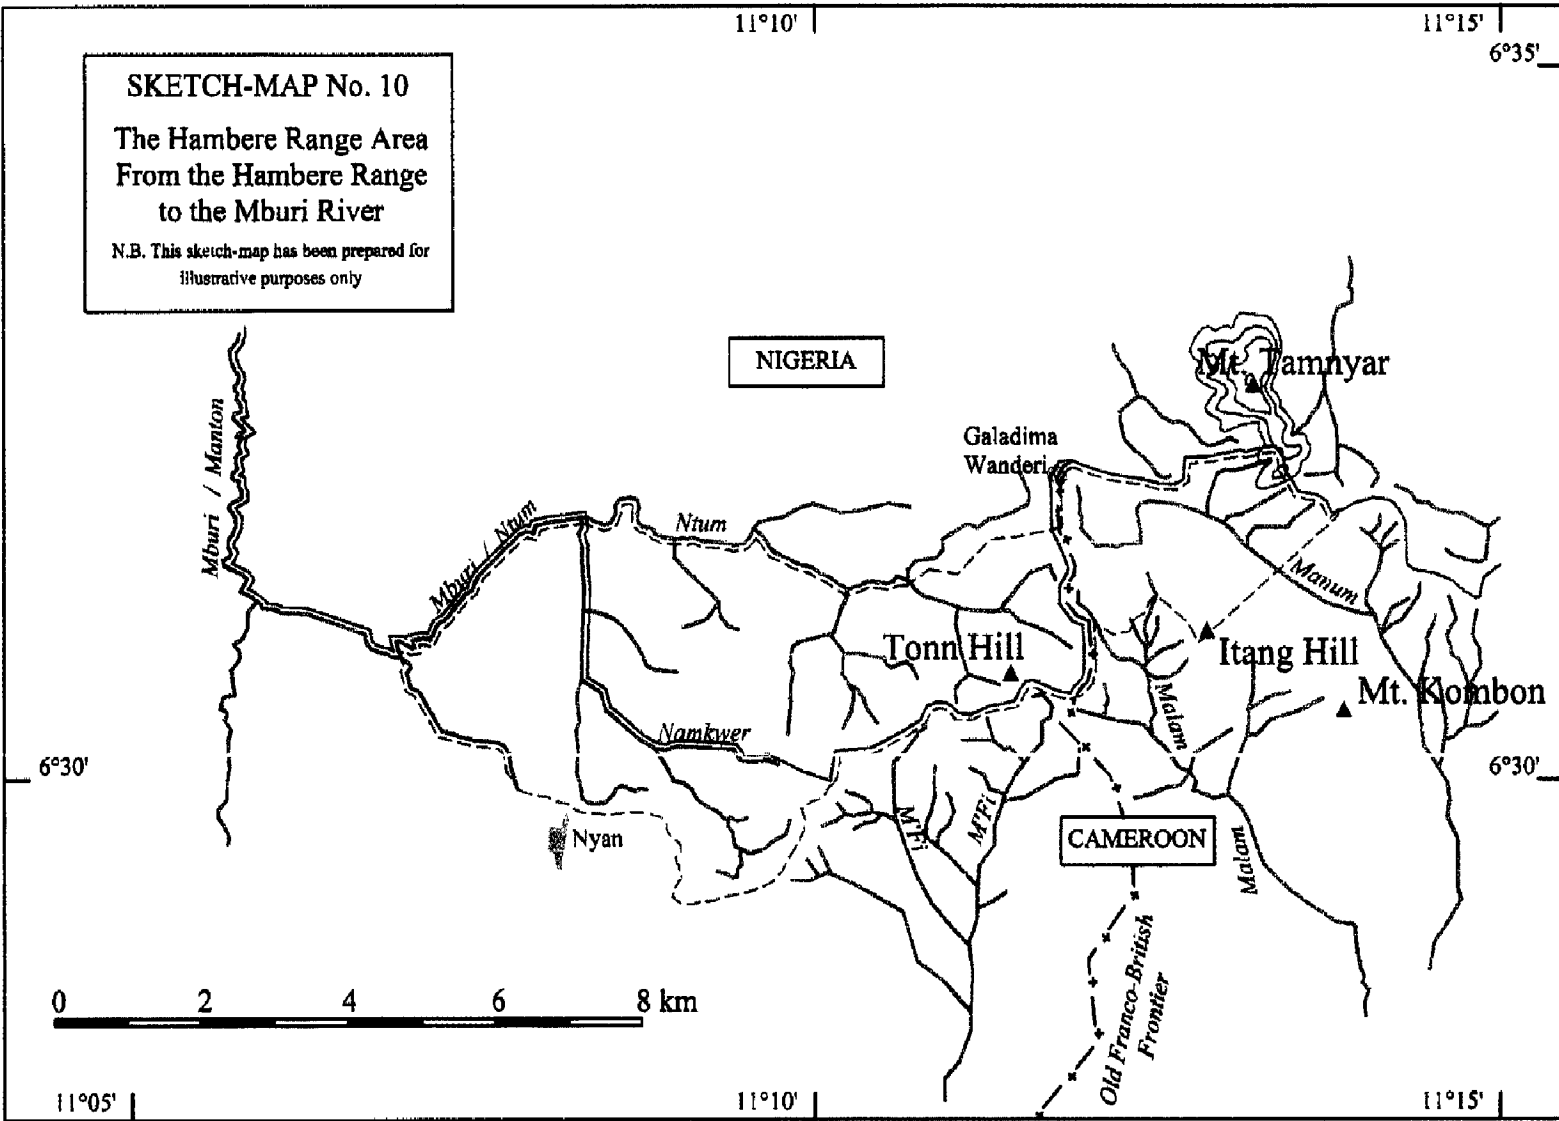 11°10'
11°15'
6°35'
SKETCH-MAP No. 10
The Hambere Range Area
From the Hambere Range
to the Mburi River
N.B. This sketch-map has been prepared for
illustrative purposes only
NIGERIA
Mt. Tamnyar
Galadima
Wanderi
Mburi / Manton
Mburi / Ntum
Ntum
Manum
Tonn Hill
Itang Hill
Mt. Kombon
Malam
Namkwer
6°30'
6°30'
M'Fi
M'Fi
Nyan
CAMEROON
Malam
Old Franco-British
Frontier
0 2 4 6 8 km
11°05'
11°10'
11°15'